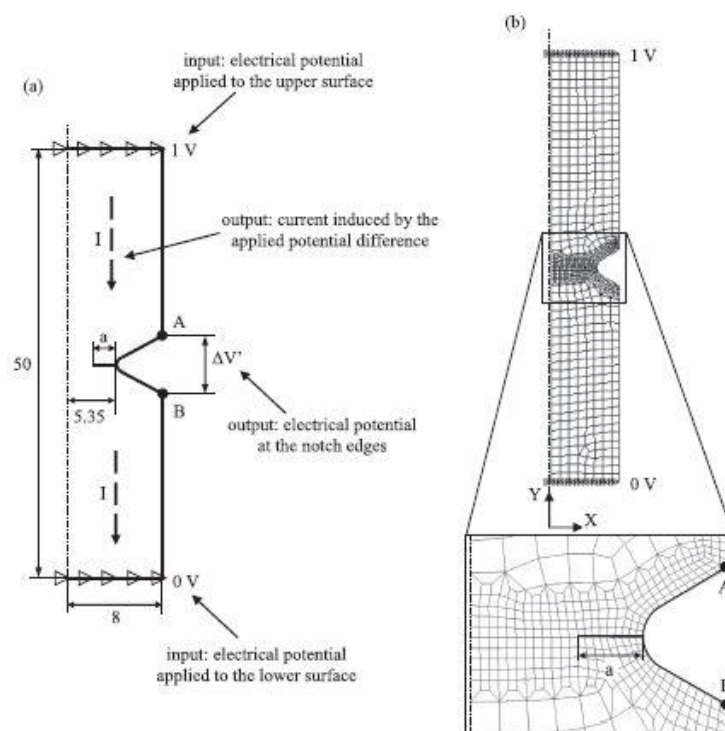 (a)
input: electrical potential
applied to the upper surface
1 V
output: current induced by the
applied potential difference
I
A
a
ΔV'
50
B
5.35
output: electrical potential
at the notch edges
I
0 V
8
input: electrical potential
applied to the lower surface
(b)
1 V
0 V
Y
X
A
a
B